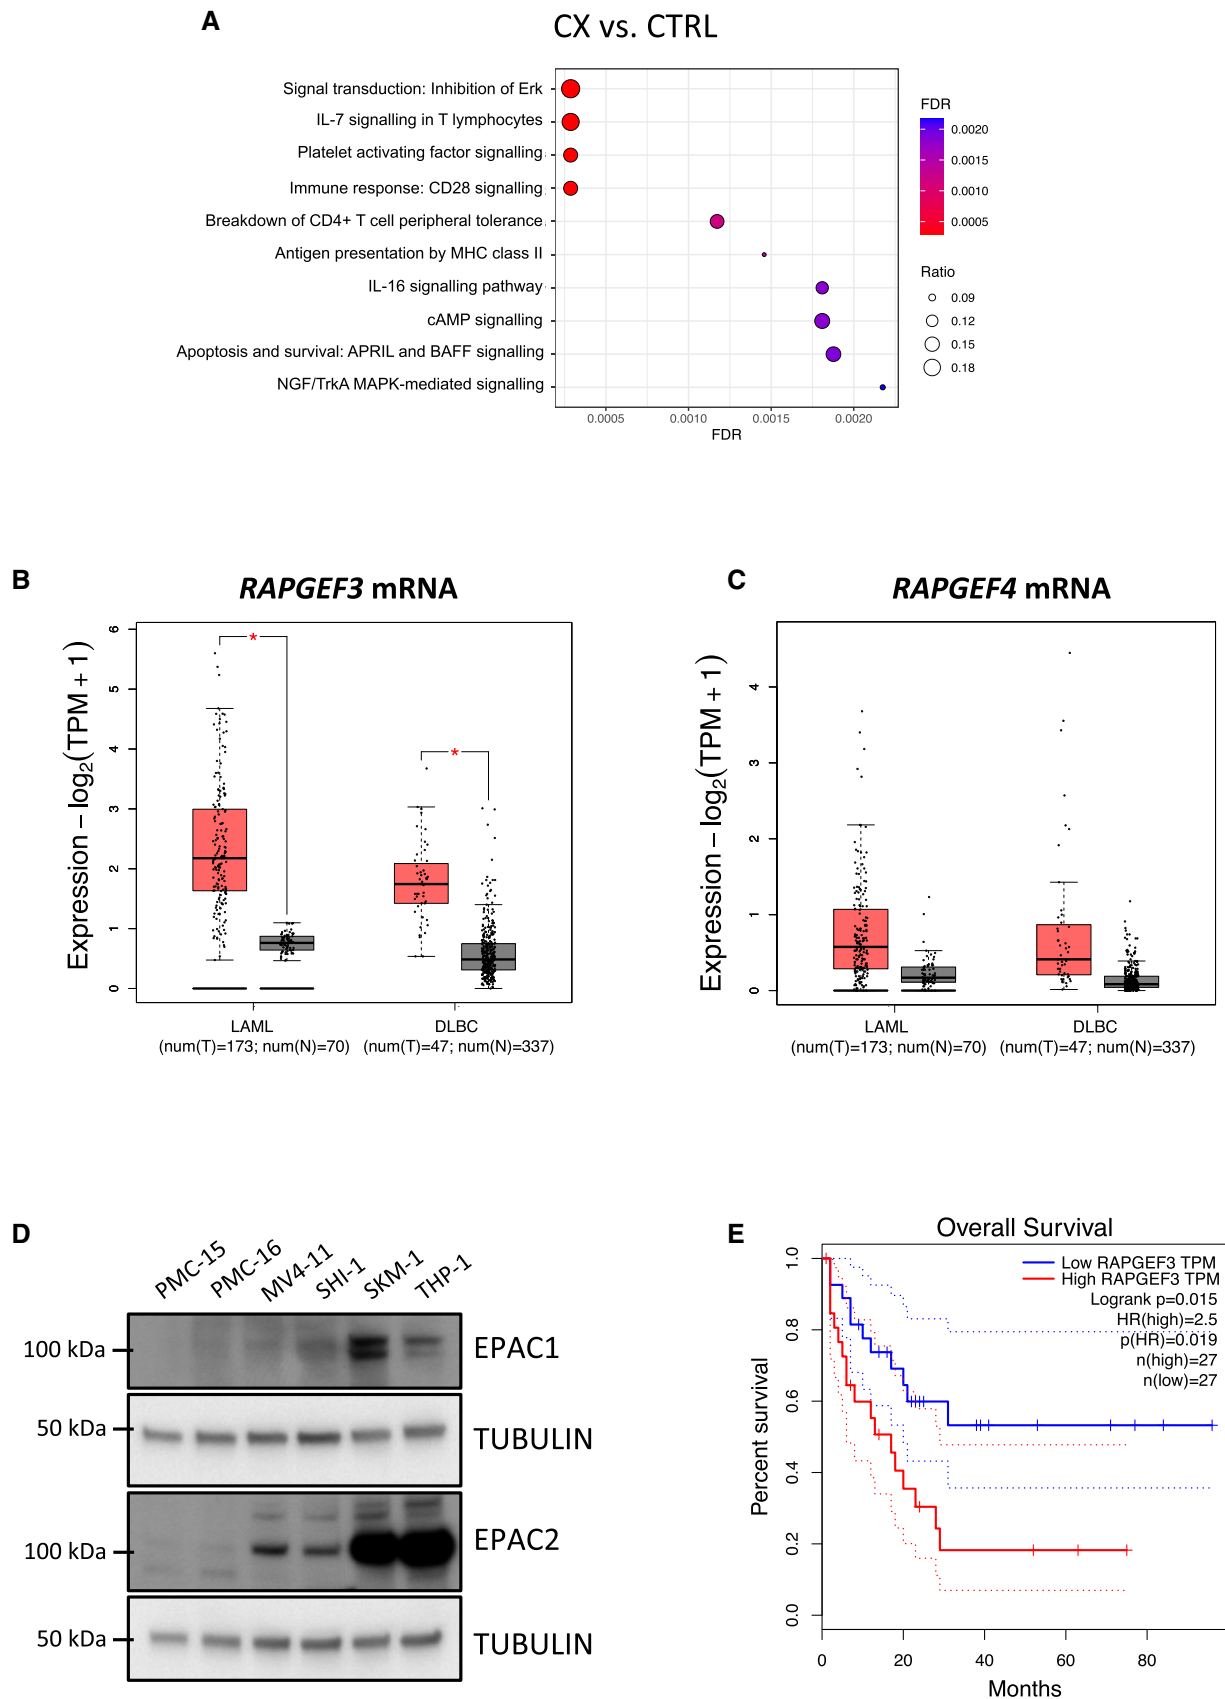 A
CX vs. CTRL
Signal transduction: Inhibition of Erk
IL-7 signalling in T lymphocytes
Platelet activating factor signalling
Immune response: CD28 signalling
Breakdown of CD4+ T cell peripheral tolerance
Antigen presentation by MHC class II
IL-16 signalling pathway
cAMP signalling
Apoptosis and survival: APRIL and BAFF signalling
NGF/TrkA MAPK-mediated signalling
0.0005 0.0010 0.0015 0.0020
FDR
FDR
0.0020
0.0015
0.0010
0.0005
Ratio
0.09
0.12
0.15
0.18
B
RAPGEF3 mRNA
Expression – log2(TPM + 1)
6
5
4
3
2
1
0
*
*
LAML
(num(T)=173; num(N)=70)
DLBC
(num(T)=47; num(N)=337)
C
RAPGEF4 mRNA
Expression – log2(TPM + 1)
4
3
2
1
0
LAML
(num(T)=173; num(N)=70)
DLBC
(num(T)=47; num(N)=337)
D
PMC-15
PMC-16
MV4-11
SHI-1
SKM-1
THP-1
100 kDa
EPAC1
50 kDa
TUBULIN
100 kDa
EPAC2
50 kDa
TUBULIN
E
Overall Survival
Low RAPGEF3 TPM
High RAPGEF3 TPM
Logrank p=0.015
HR(high)=2.5
p(HR)=0.019
n(high)=27
n(low)=27
Percent survival
1.0
0.8
0.6
0.4
0.2
0.0
0 20 40 60 80
Months